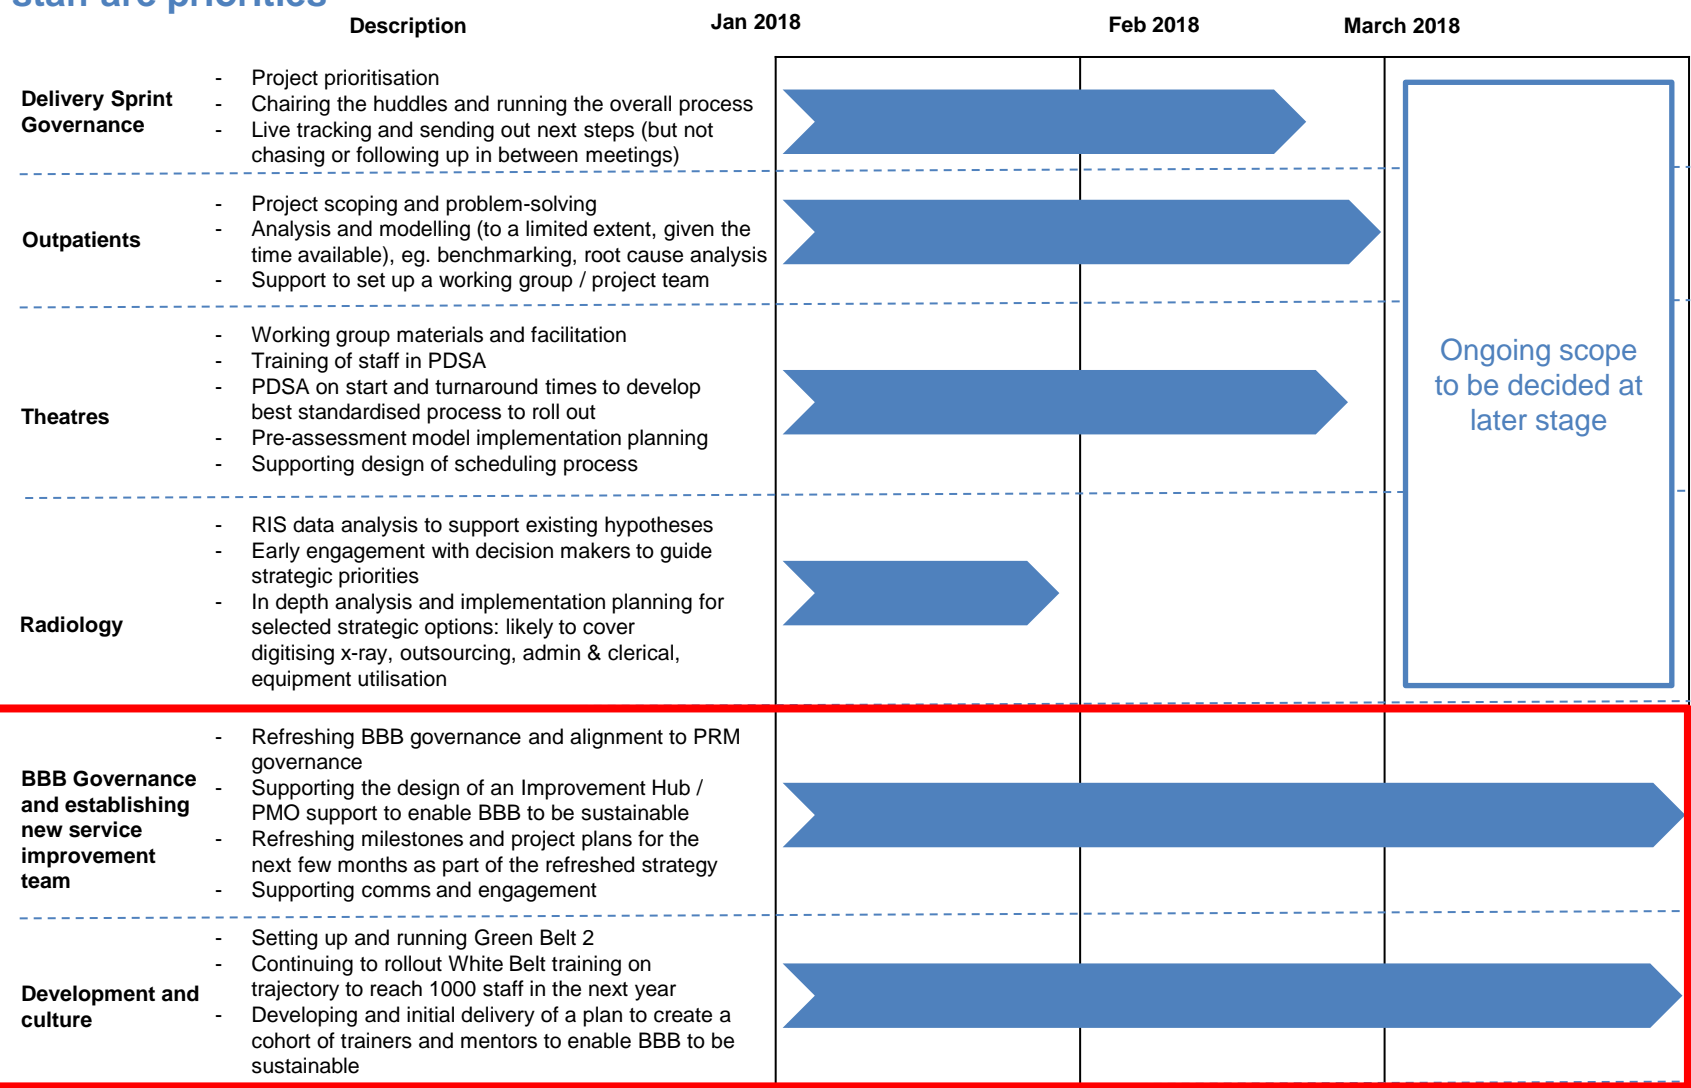 staff are priorities
Description
Jan 2018
Feb 2018
March 2018
Delivery Sprint
Governance
- Project prioritisation
- Chairing the huddles and running the overall process
- Live tracking and sending out next steps (but not
chasing or following up in between meetings)
Outpatients
- Project scoping and problem-solving
- Analysis and modelling (to a limited extent, given the
time available), eg. benchmarking, root cause analysis
- Support to set up a working group / project team
Theatres
- Working group materials and facilitation
- Training of staff in PDSA
- PDSA on start and turnaround times to develop
best standardised process to roll out
- Pre-assessment model implementation planning
- Supporting design of scheduling process
Radiology
- RIS data analysis to support existing hypotheses
- Early engagement with decision makers to guide
strategic priorities
- In depth analysis and implementation planning for
selected strategic options: likely to cover
digitising x-ray, outsourcing, admin & clerical,
equipment utilisation
Ongoing scope
to be decided at
later stage
BBB Governance
and establishing
new service
improvement
team
- Refreshing BBB governance and alignment to PRM
governance
- Supporting the design of an Improvement Hub /
PMO support to enable BBB to be sustainable
- Refreshing milestones and project plans for the
next few months as part of the refreshed strategy
- Supporting comms and engagement
Development and
culture
- Setting up and running Green Belt 2
- Continuing to rollout White Belt training on
trajectory to reach 1000 staff in the next year
- Developing and initial delivery of a plan to create a
cohort of trainers and mentors to enable BBB to be
sustainable